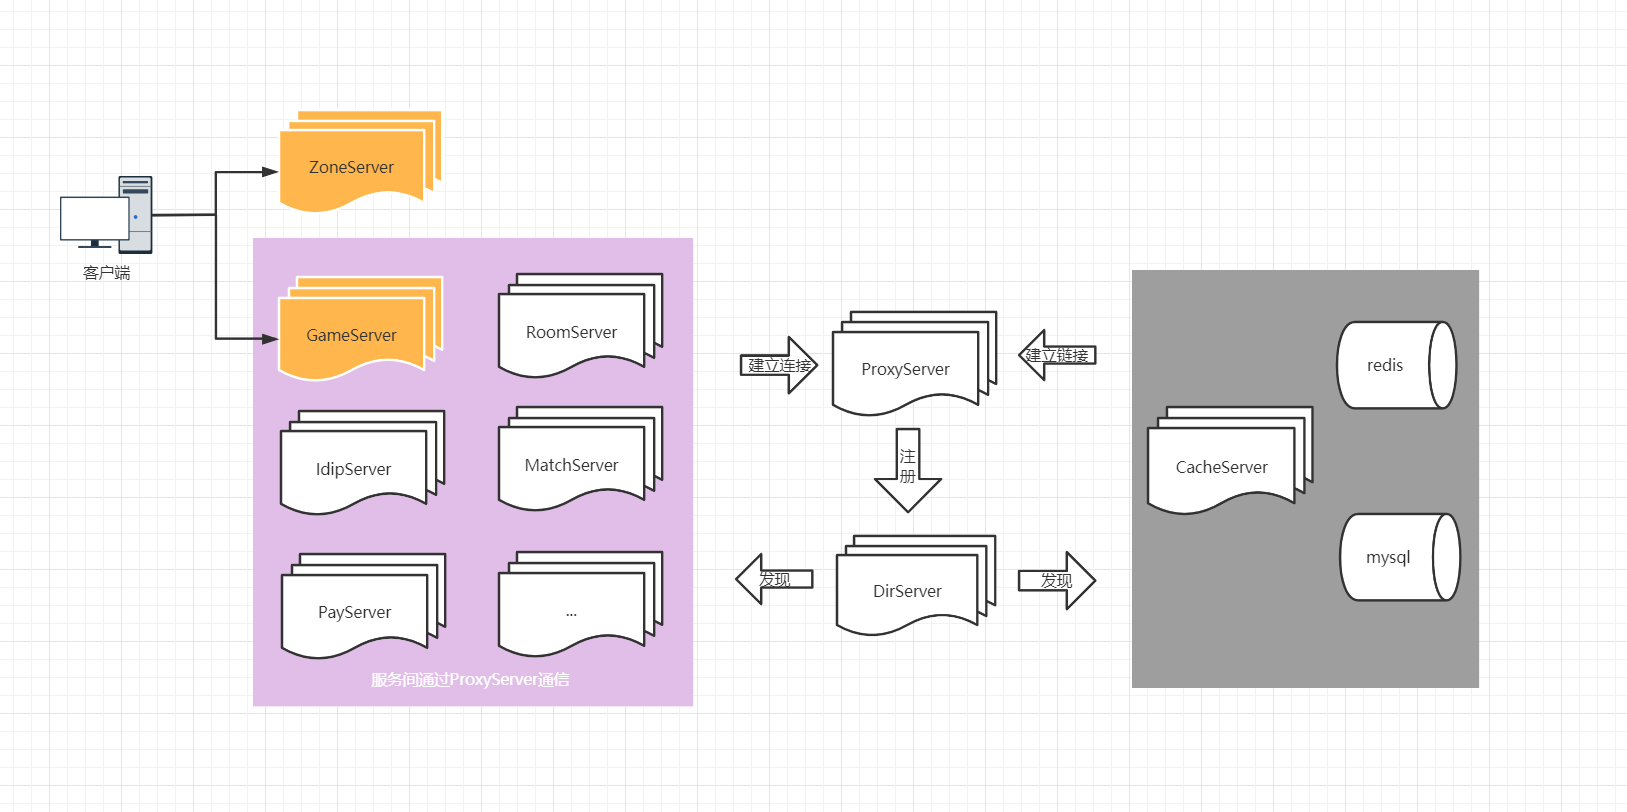 ZoneServer
客户端
GameServer
RoomServer
IdipServer
MatchServer
PayServer
...
服务间通过ProxyServer通信
建立连接
ProxyServer
建立链接
注
册
发现
DirServer
发现
redis
CacheServer
mysql